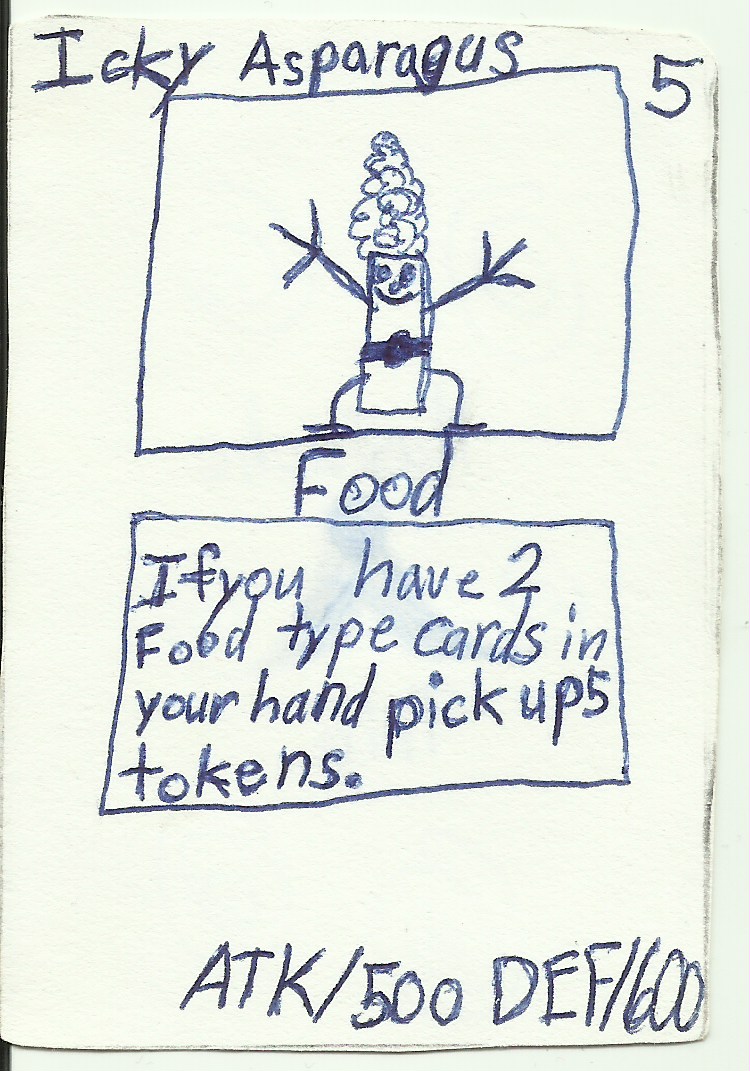 Icky Asparagus 5
Food
If you have 2
Food type cards in
your hand pick up 5
tokens.
ATK/500 DEF/600